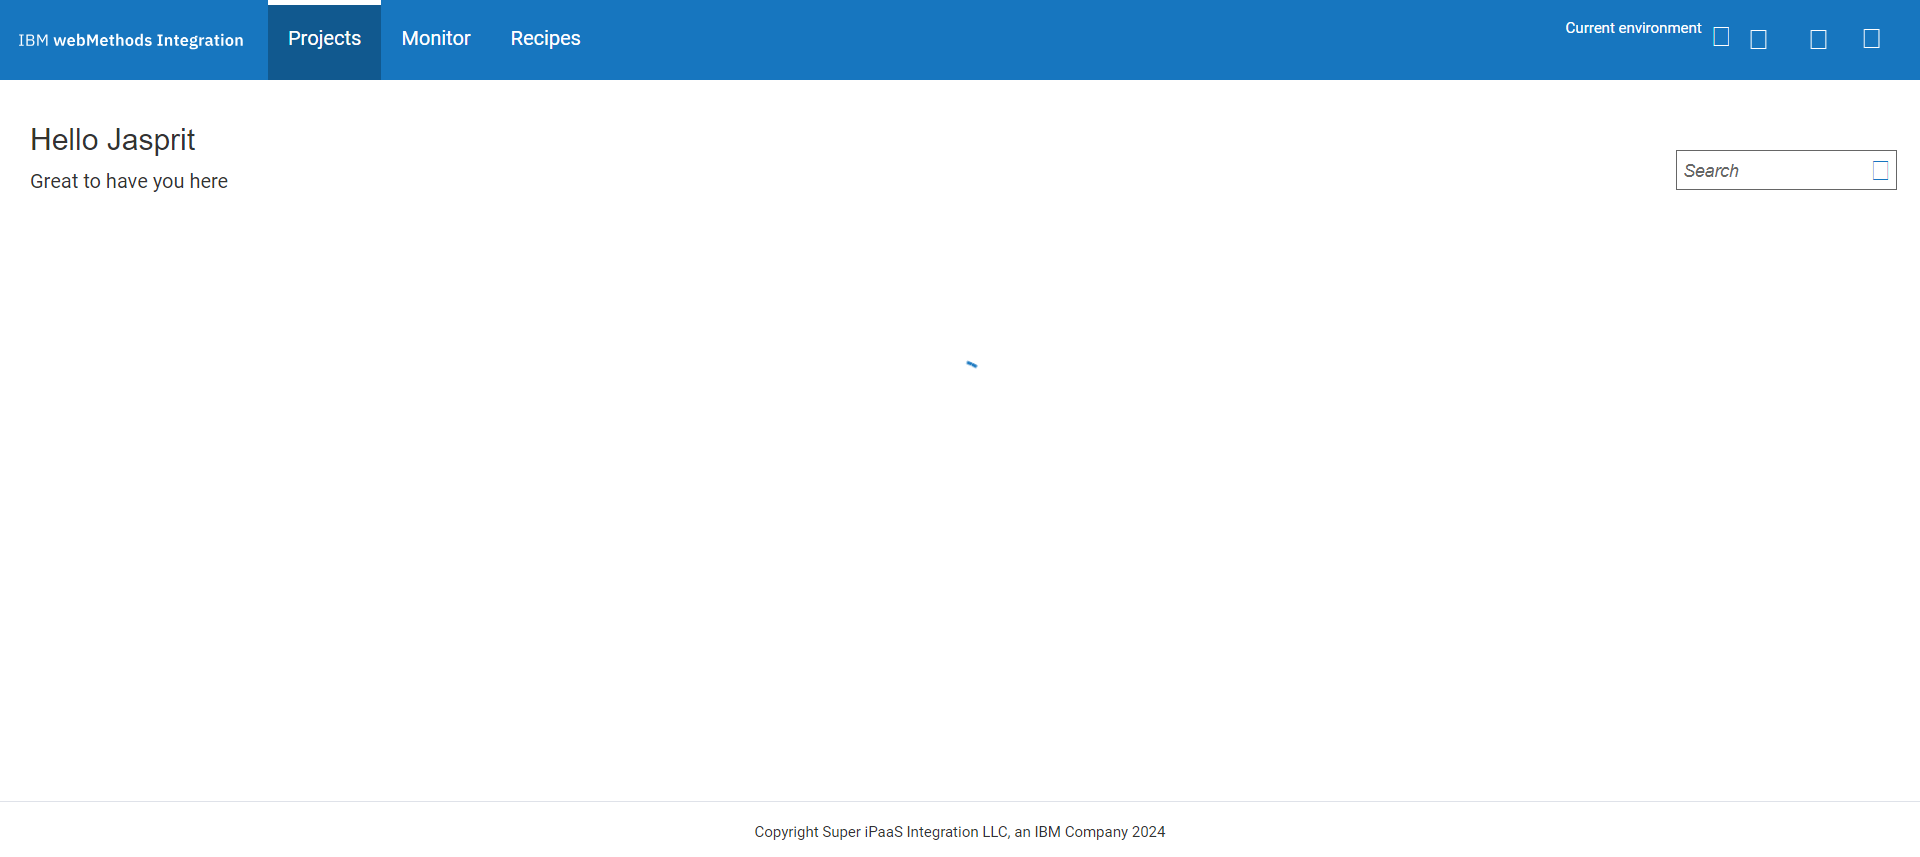 IBM webMethods Integration
Projects
Monitor
Recipes
Current environment
Hello Jasprit
Great to have you here
Search
Copyright Super iPaaS Integration LLC, an IBM Company 2024